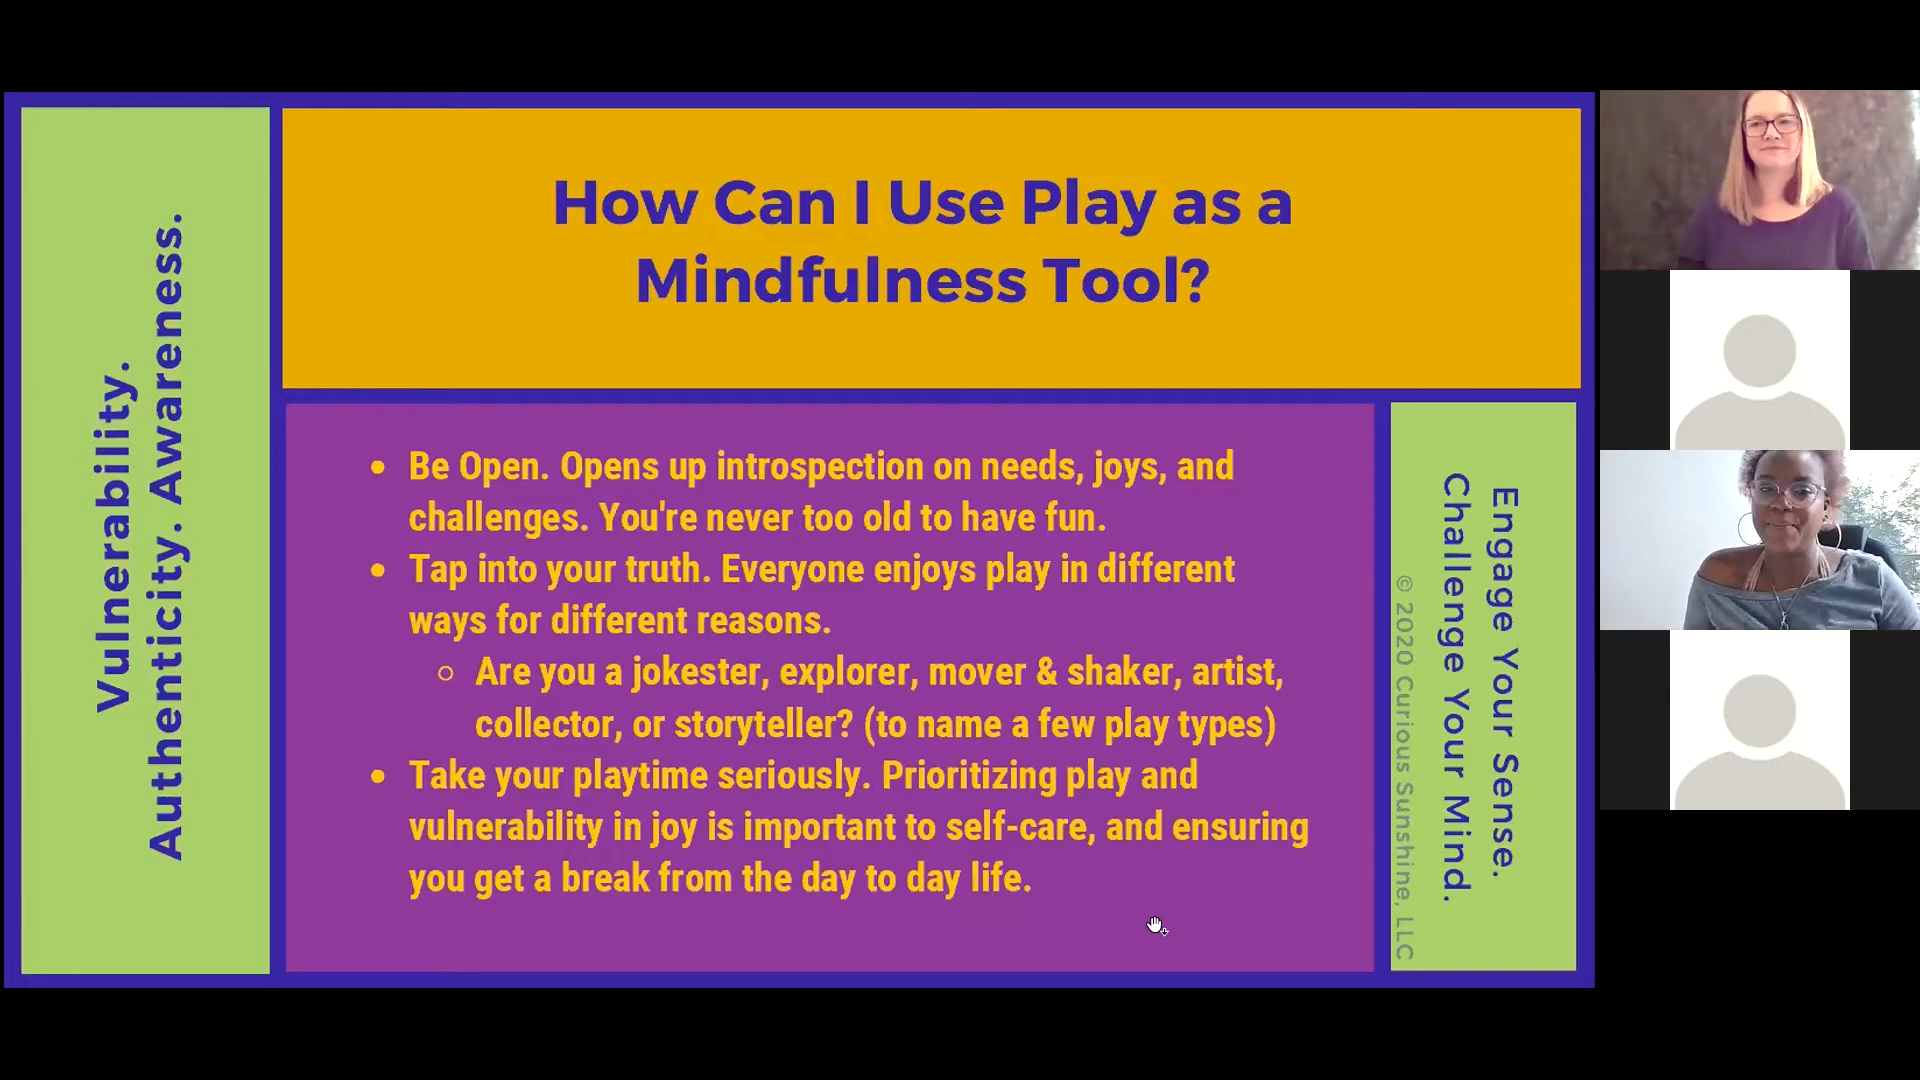 Vulnerability.
Authenticity. Awareness.
How Can I Use Play as a
Mindfulness Tool?
• Be Open. Opens up introspection on needs, joys, and
challenges. You're never too old to have fun.
• Tap into your truth. Everyone enjoys play in different
ways for different reasons.
○ Are you a jokester, explorer, mover & shaker, artist,
collector, or storyteller? (to name a few play types)
• Take your playtime seriously. Prioritizing play and
vulnerability in joy is important to self-care, and ensuring
you get a break from the day to day life.
Engage Your Sense.
Challenge Your Mind.
© 2020 Curious Sunshine, LLC